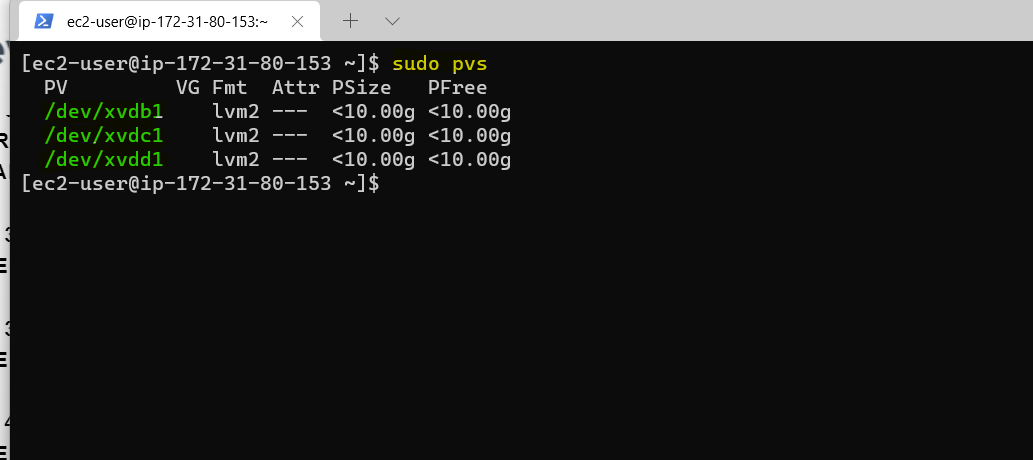 ec2-user@ip-172-31-80-153:~
[ec2-user@ip-172-31-80-153 ~]$ sudo pvs
  PV         VG Fmt  Attr PSize   PFree
  /dev/xvdb1    lvm2 ---  <10.00g <10.00g
  /dev/xvdc1    lvm2 ---  <10.00g <10.00g
  /dev/xvdd1    lvm2 ---  <10.00g <10.00g
[ec2-user@ip-172-31-80-153 ~]$